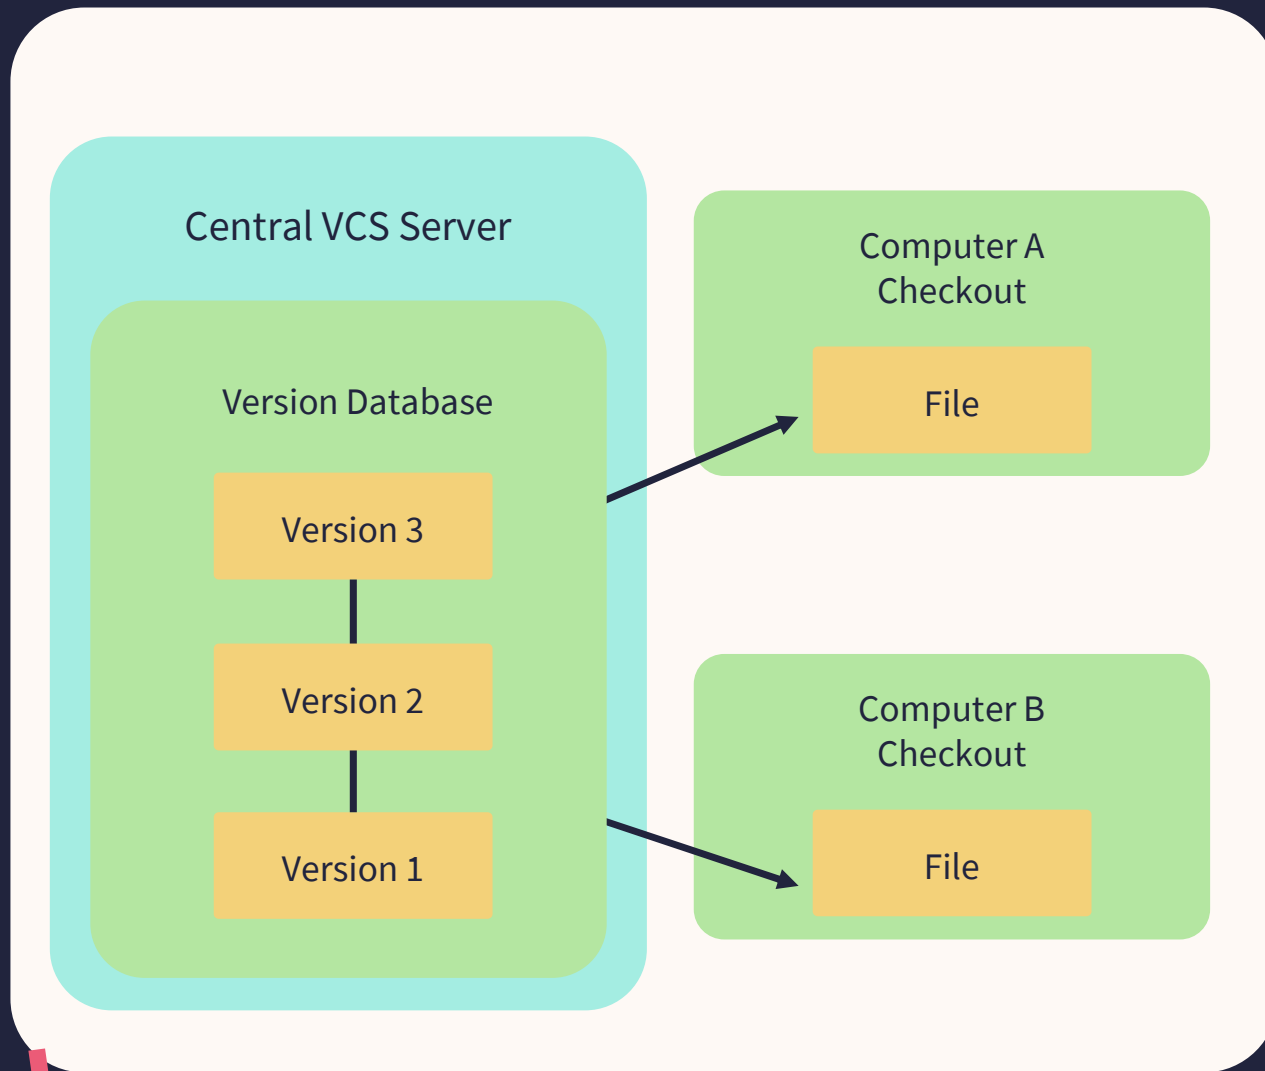 Central VCS Server
Version Database
Version 3
Version 2
Version 1
Computer A
Checkout
File
Computer B
Checkout
File